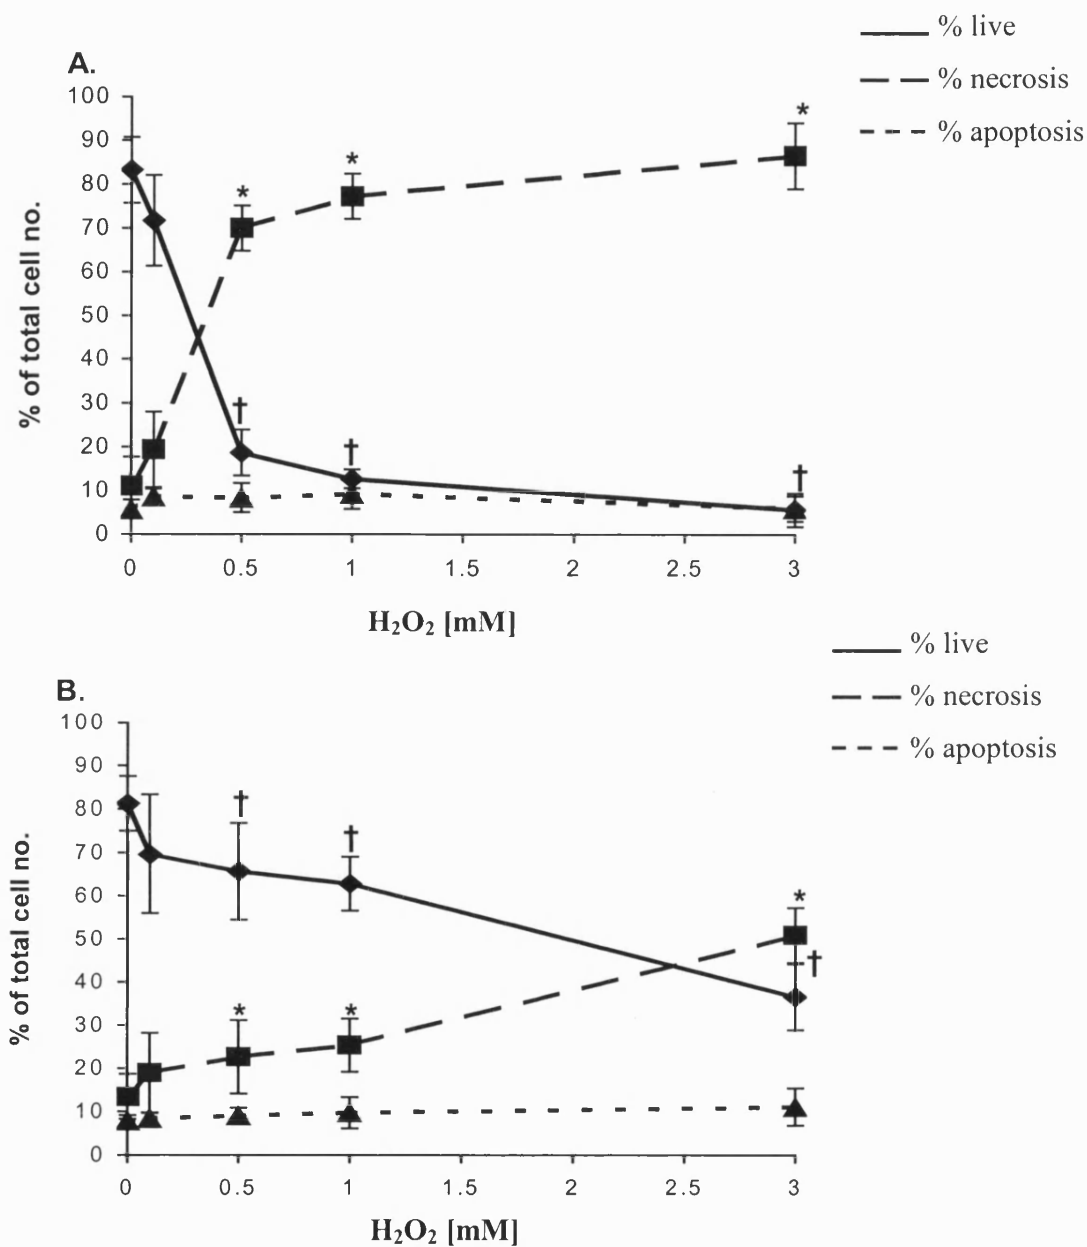 % live
A.
% necrosis
% apoptosis
100
90
80
70
60
50
40
30
20
10
0
% of total cell no.
*
*
*
†
†
†
0 0.5 1 1.5 2 2.5 3
H₂O₂ [mM]
% live
B.
% necrosis
% apoptosis
100
90
80
70
60
50
40
30
20
10
0
% of total cell no.
†
†
*
†
*
*
0 0.5 1 1.5 2 2.5 3
H₂O₂ [mM]